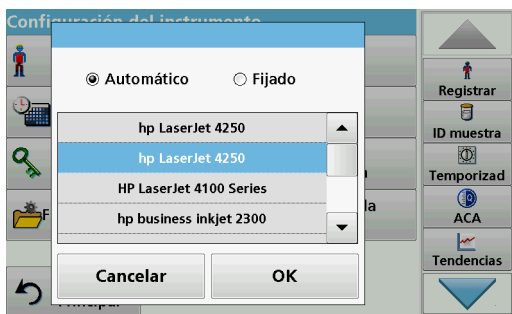 Configuración del instrumento
Automático
Fijado
hp LaserJet 4250
hp LaserJet 4250
HP LaserJet 4100 Series
hp business inkjet 2300
Cancelar
OK
Registrar
ID muestra
Temporizad
ACA
Tendencias